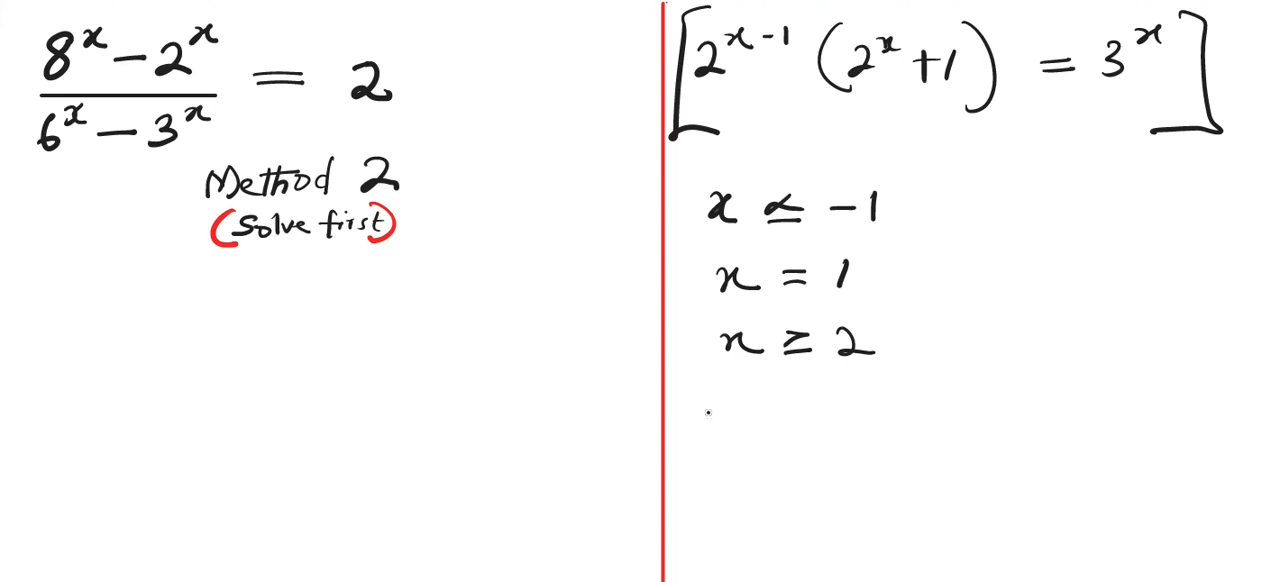 (8^x − 2^x)/(6^x − 3^x) = 2
Method 2
(Solve first)
[2^(x−1) (2^x + 1) = 3^x]
x ≤ −1
x = 1
x ≥ 2